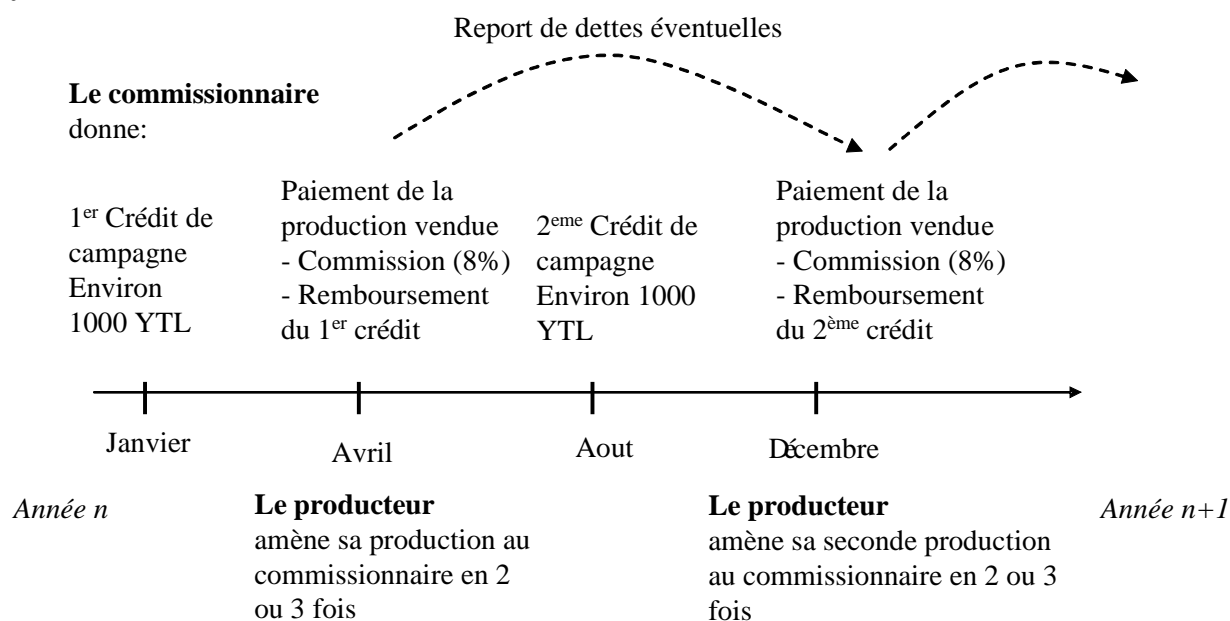 Report de dettes éventuelles
Le commissionnaire
donne:
1er Crédit de
campagne
Environ
1000 YTL
Paiement de la
production vendue
- Commission (8%)
- Remboursement
du 1er crédit
2eme Crédit de
campagne
Environ 1000
YTL
Paiement de la
production vendue
- Commission (8%)
- Remboursement
du 2ème crédit
Janvier
Avril
Aout
Décembre
Année n
Le producteur
amène sa production au
commissionnaire en 2
ou 3 fois
Le producteur
amène sa seconde production
au commissionnaire en 2 ou 3
fois
Année n+1